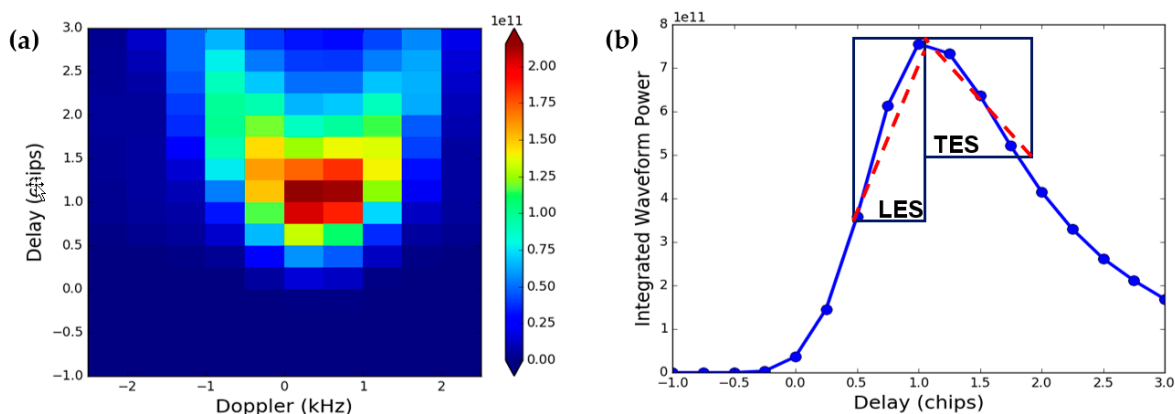 (a)
1e11
3.0
2.5
2.0
1.5
1.0
0.5
0.0
−0.5
−1.0
Delay (chips)
−2 −1 0 1 2
Doppler (kHz)
2.00
1.75
1.50
1.25
1.00
0.75
0.50
0.25
0.00
(b)
1e11
8
7
6
5
4
3
2
1
0
Integrated Waveform Power
TES
LES
−1.0 −0.5 0.0 0.5 1.0 1.5 2.0 2.5 3.0
Delay (chips)